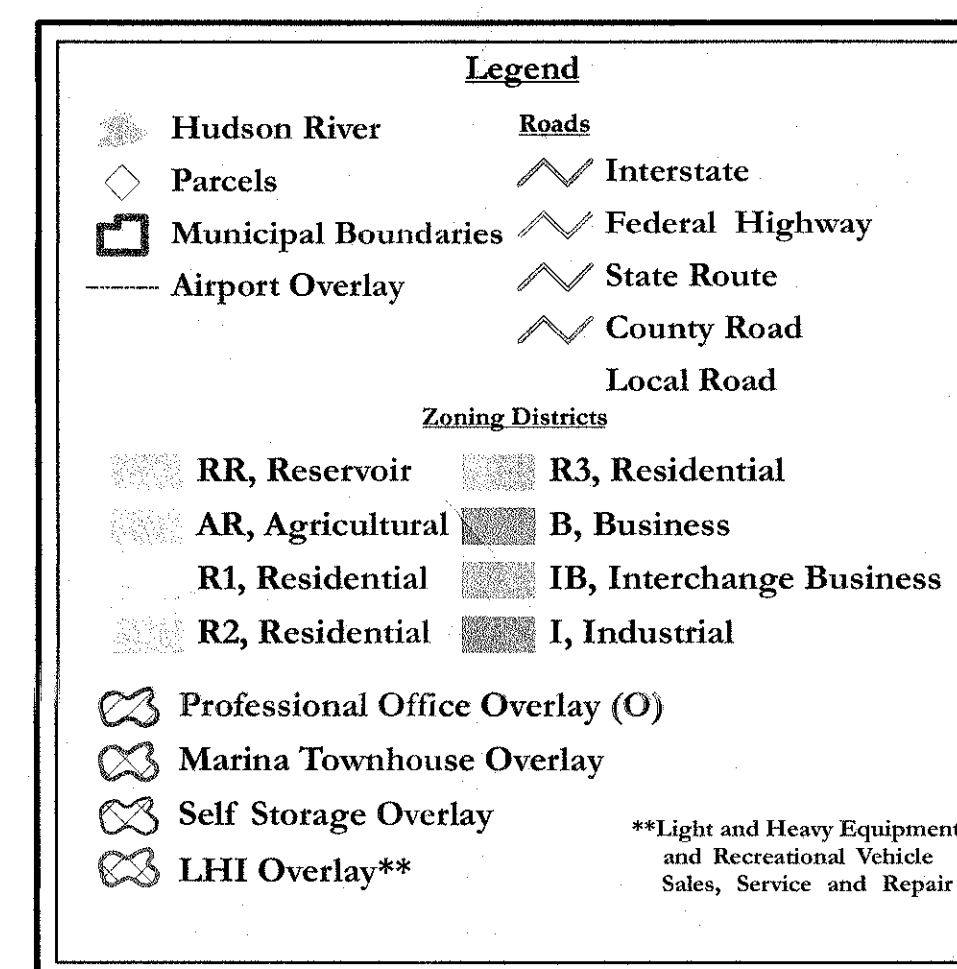 Legend
Hudson River
Parcels
Municipal Boundaries
Airport Overlay
Roads
Interstate
Federal Highway
State Route
County Road
Local Road
Zoning Districts
RR, Reservoir
AR, Agricultural
R1, Residential
R2, Residential
R3, Residential
B, Business
IB, Interchange Business
I, Industrial
Professional Office Overlay (O)
Marina Townhouse Overlay
Self Storage Overlay
LHI Overlay**
**Light and Heavy Equipment
and Recreational Vehicle
Sales, Service and Repair